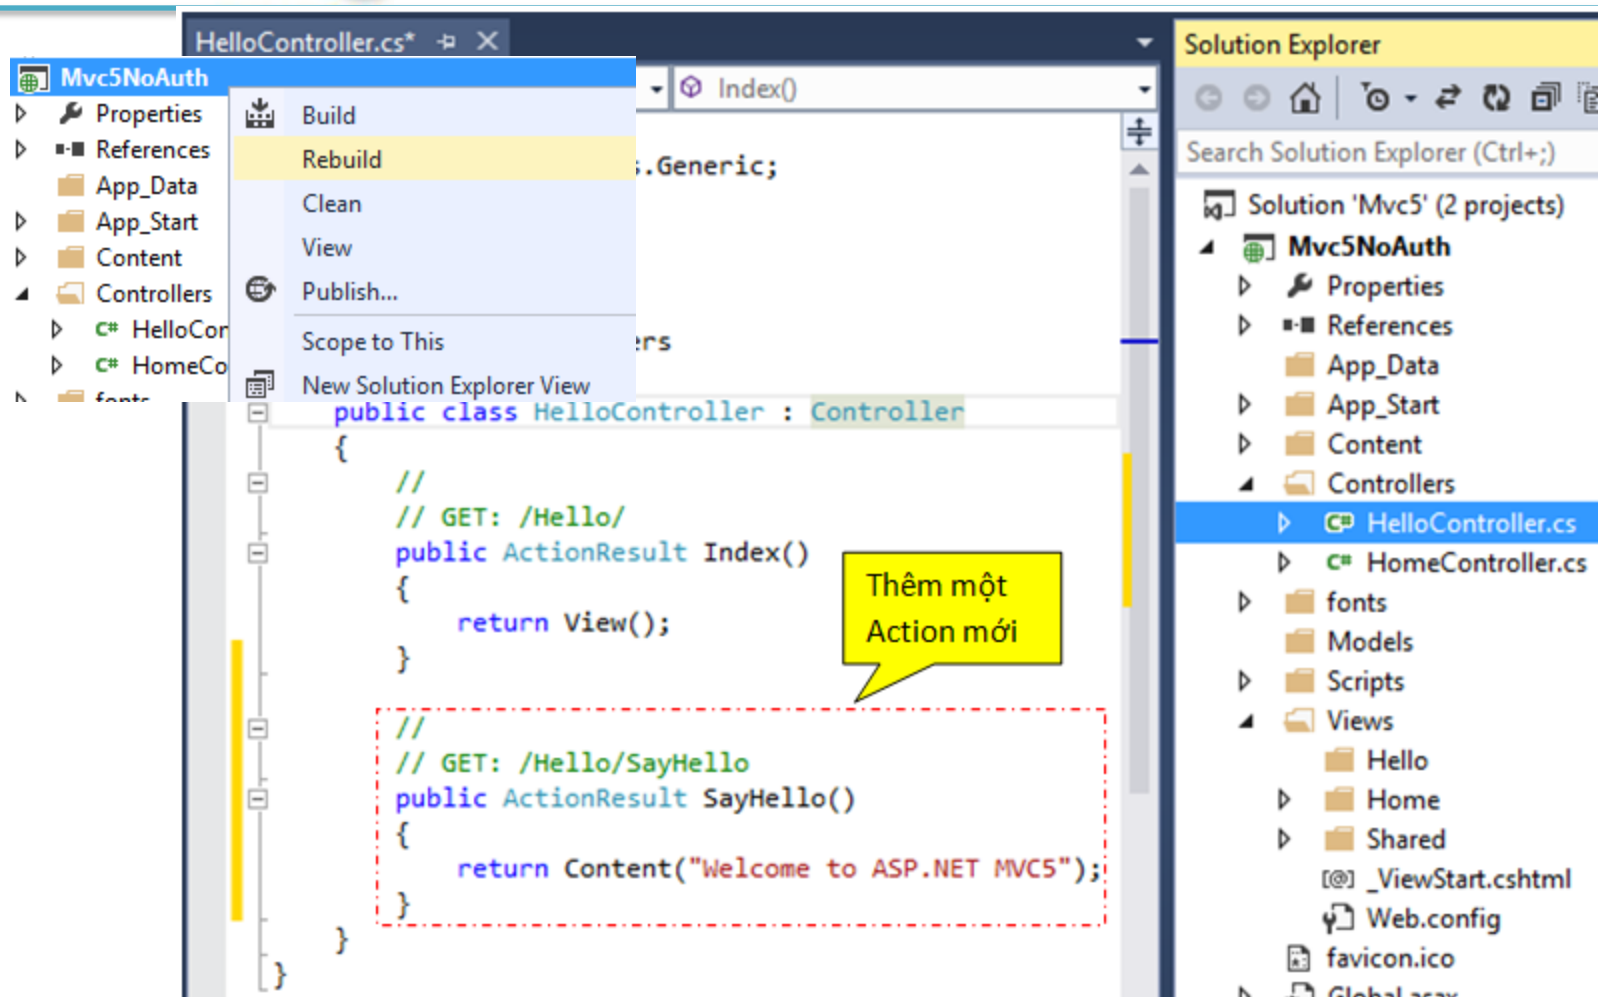 HelloController.cs*
Mvc5NoAuth
Properties
References
App_Data
App_Start
Content
Controllers
HelloCon
HomeCo
Build
Rebuild
Clean
View
Publish...
Scope to This
New Solution Explorer View
Index()
s.Generic;
ers
public class HelloController : Controller
{
//
// GET: /Hello/
public ActionResult Index()
{
return View();
}
//
// GET: /Hello/SayHello
public ActionResult SayHello()
{
return Content("Welcome to ASP.NET MVC5");
}
}
}
Thêm một
Action mới
Solution Explorer
Search Solution Explorer (Ctrl+;)
Solution 'Mvc5' (2 projects)
Mvc5NoAuth
Properties
References
App_Data
App_Start
Content
Controllers
C# HelloController.cs
C# HomeController.cs
fonts
Models
Scripts
Views
Hello
Home
Shared
[@] _ViewStart.cshtml
Web.config
favicon.ico